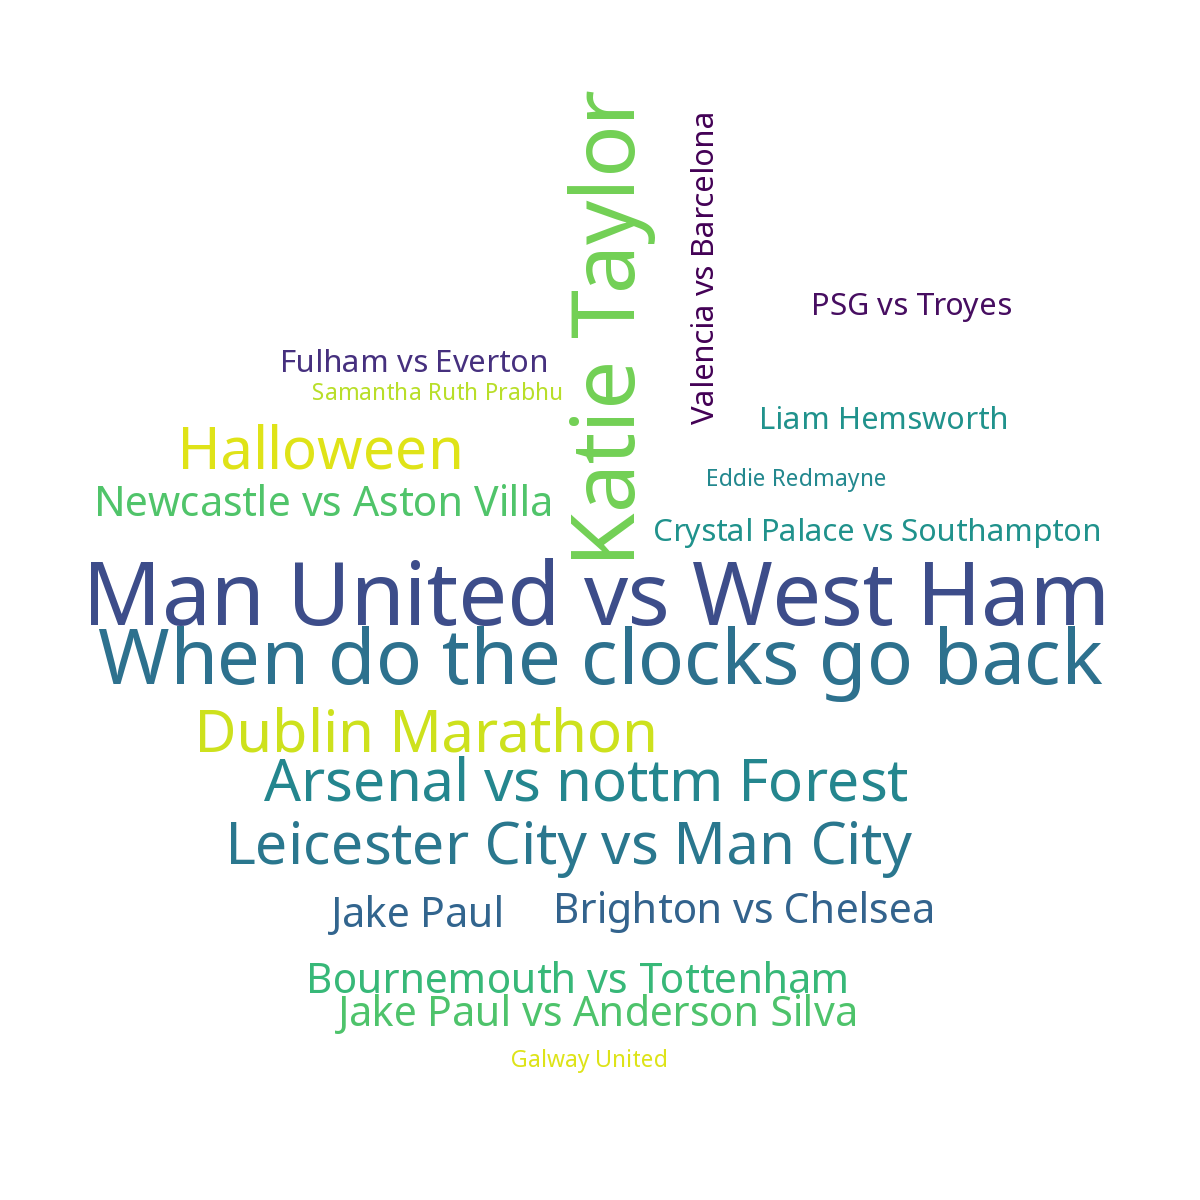 Katie Taylor
Valencia vs Barcelona
PSG vs Troyes
Fulham vs Everton
Samantha Ruth Prabhu
Liam Hemsworth
Halloween
Eddie Redmayne
Newcastle vs Aston Villa
Crystal Palace vs Southampton
Man United vs West Ham
When do the clocks go back
Dublin Marathon
Arsenal vs nottm Forest
Leicester City vs Man City
Jake Paul
Brighton vs Chelsea
Bournemouth vs Tottenham
Jake Paul vs Anderson Silva
Galway United